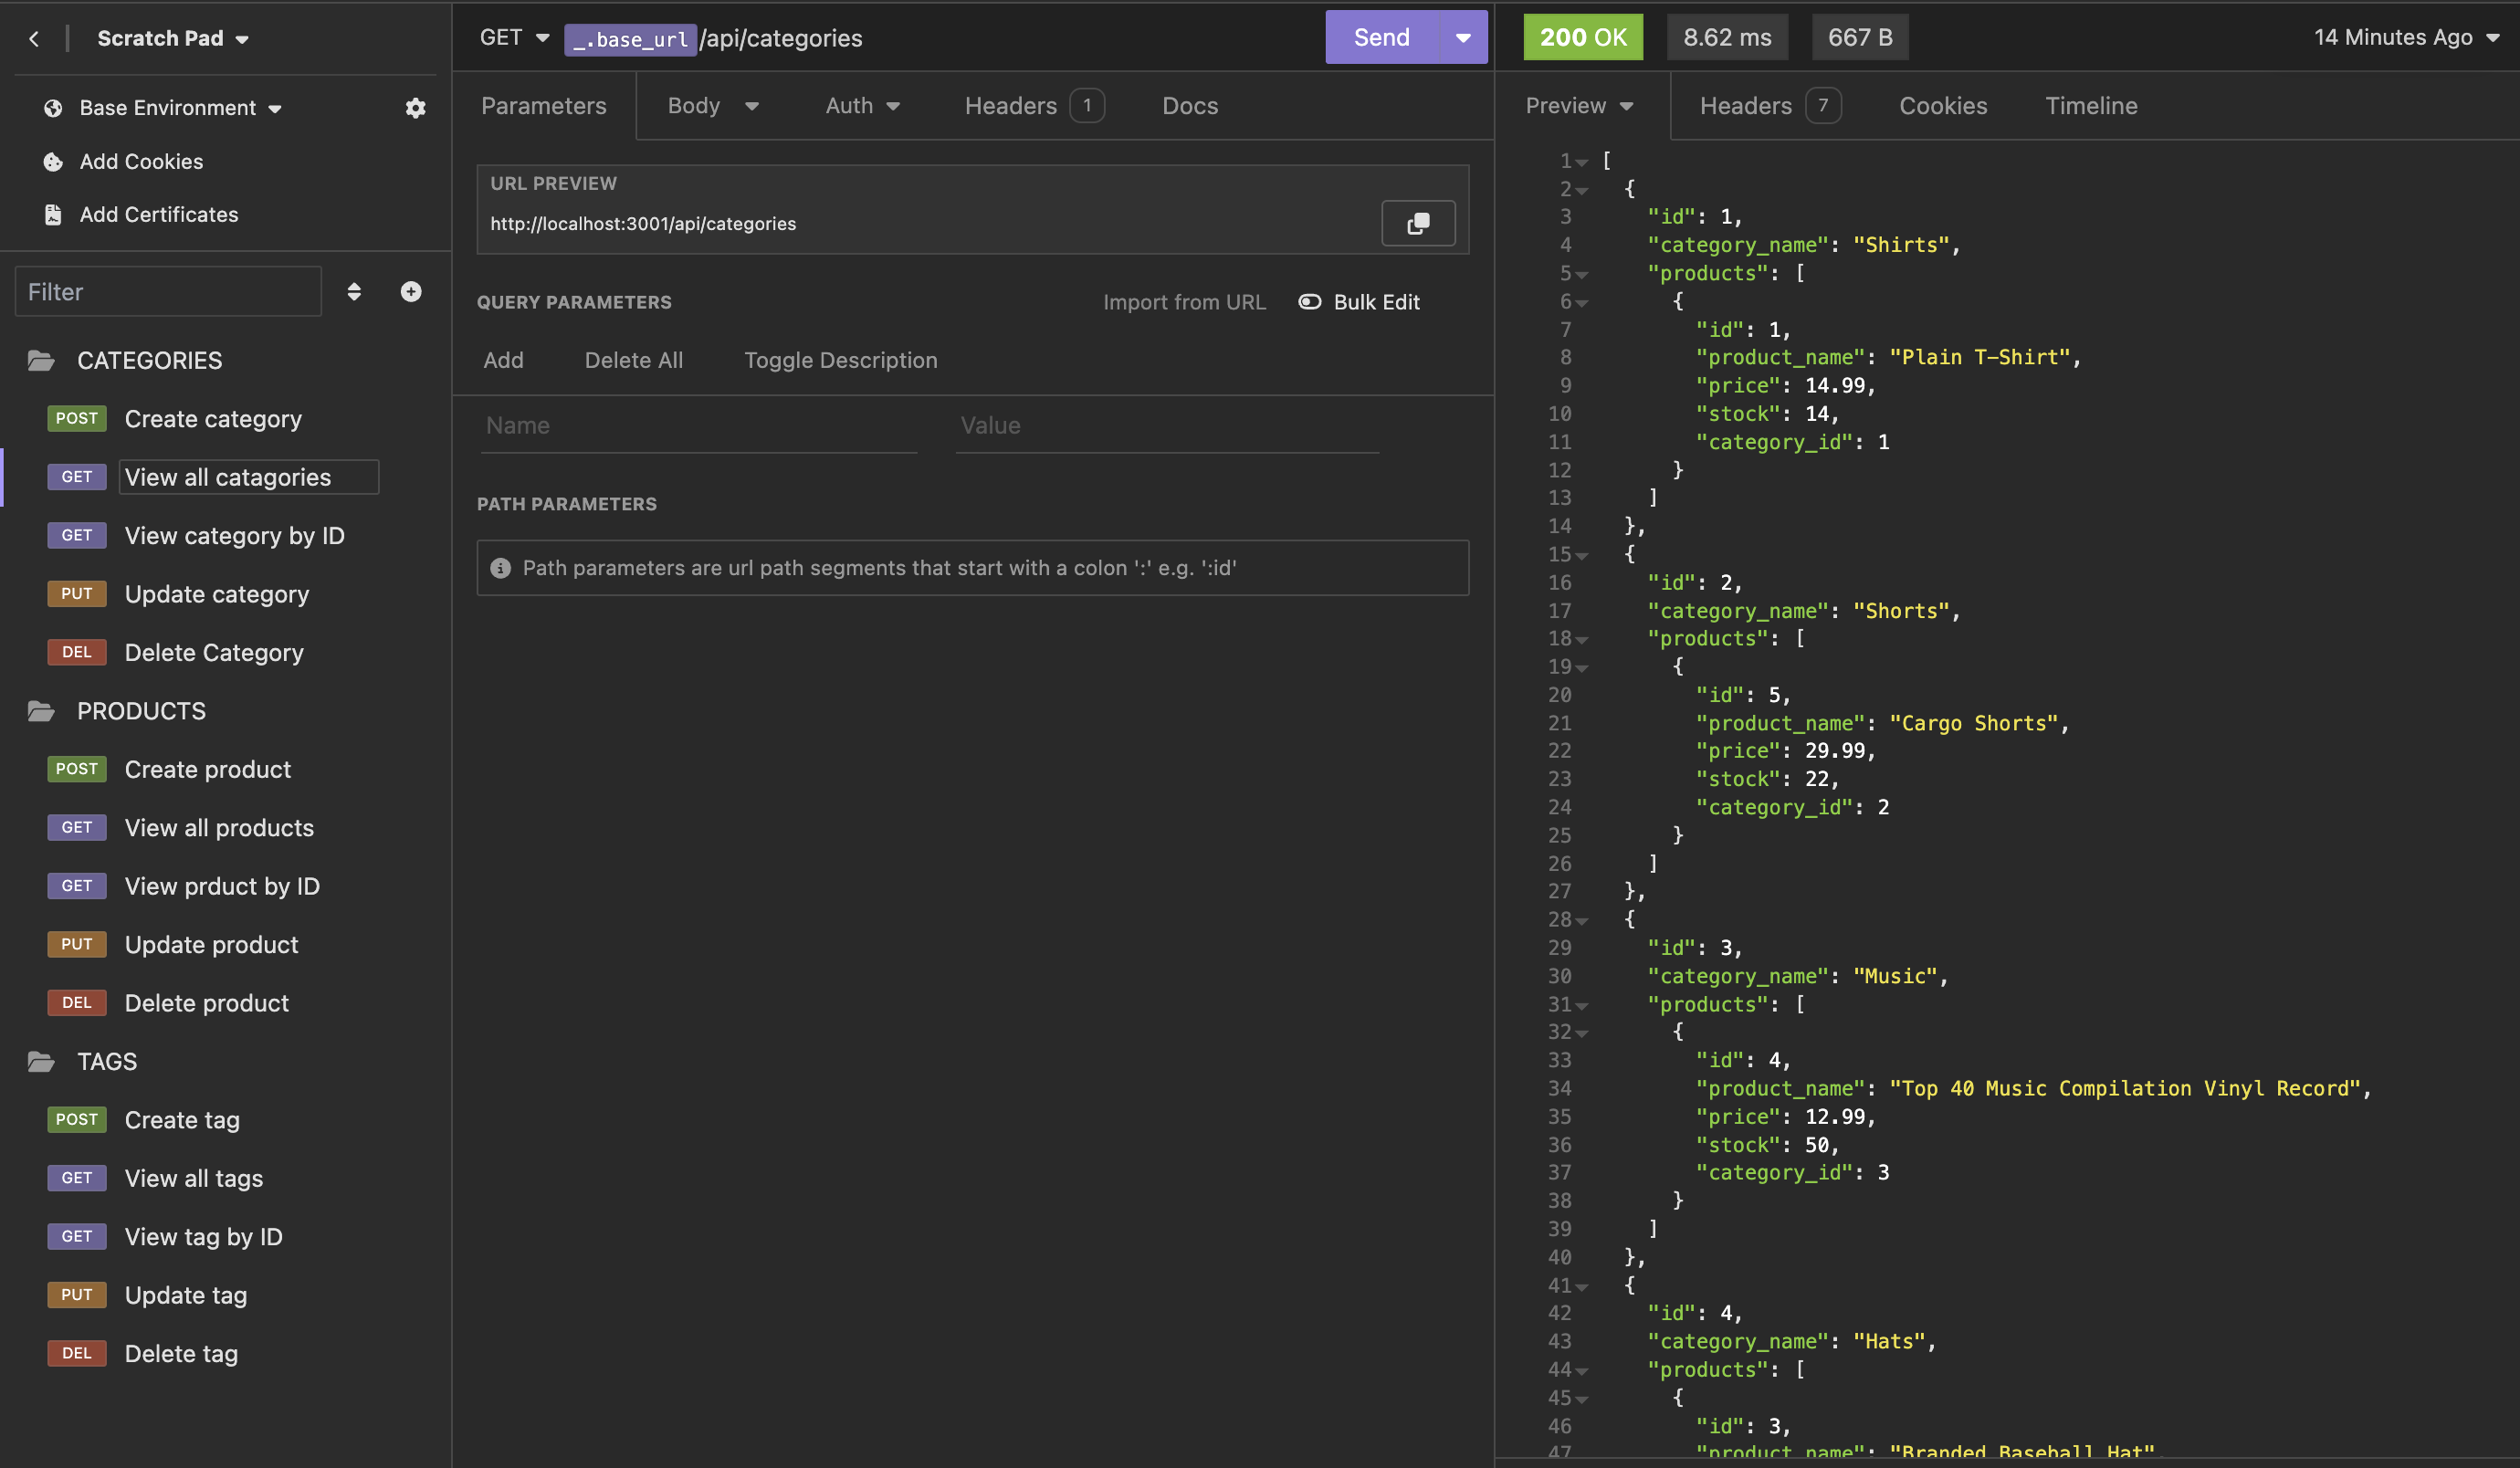 Scratch Pad
Base Environment
Add Cookies
Add Certificates
Filter
CATEGORIES
POST Create category
GET View all catagories
GET View category by ID
PUT Update category
DEL Delete Category
PRODUCTS
POST Create product
GET View all products
GET View prduct by ID
PUT Update product
DEL Delete product
TAGS
POST Create tag
GET View all tags
GET View tag by ID
PUT Update tag
DEL Delete tag
GET _.base_url/api/categories Send
Parameters Body Auth Headers 1 Docs
URL PREVIEW
http://localhost:3001/api/categories
QUERY PARAMETERS Import from URL Bulk Edit
Add Delete All Toggle Description
Name Value
PATH PARAMETERS
Path parameters are url path segments that start with a colon ':' e.g. ':id'
200 OK 8.62 ms 667 B 14 Minutes Ago
Preview Headers 7 Cookies Timeline
1 [
2 {
3 "id": 1,
4 "category_name": "Shirts",
5 "products": [
6 {
7 "id": 1,
8 "product_name": "Plain T-Shirt",
9 "price": 14.99,
10 "stock": 14,
11 "category_id": 1
12 }
13 ]
14 },
15 {
16 "id": 2,
17 "category_name": "Shorts",
18 "products": [
19 {
20 "id": 5,
21 "product_name": "Cargo Shorts",
22 "price": 29.99,
23 "stock": 22,
24 "category_id": 2
25 }
26 ]
27 },
28 {
29 "id": 3,
30 "category_name": "Music",
31 "products": [
32 {
33 "id": 4,
34 "product_name": "Top 40 Music Compilation Vinyl Record",
35 "price": 12.99,
36 "stock": 50,
37 "category_id": 3
38 }
39 ]
40 },
41 {
42 "id": 4,
43 "category_name": "Hats",
44 "products": [
45 {
46 "id": 3,
47 "product_name": "Branded Baseball Hat",